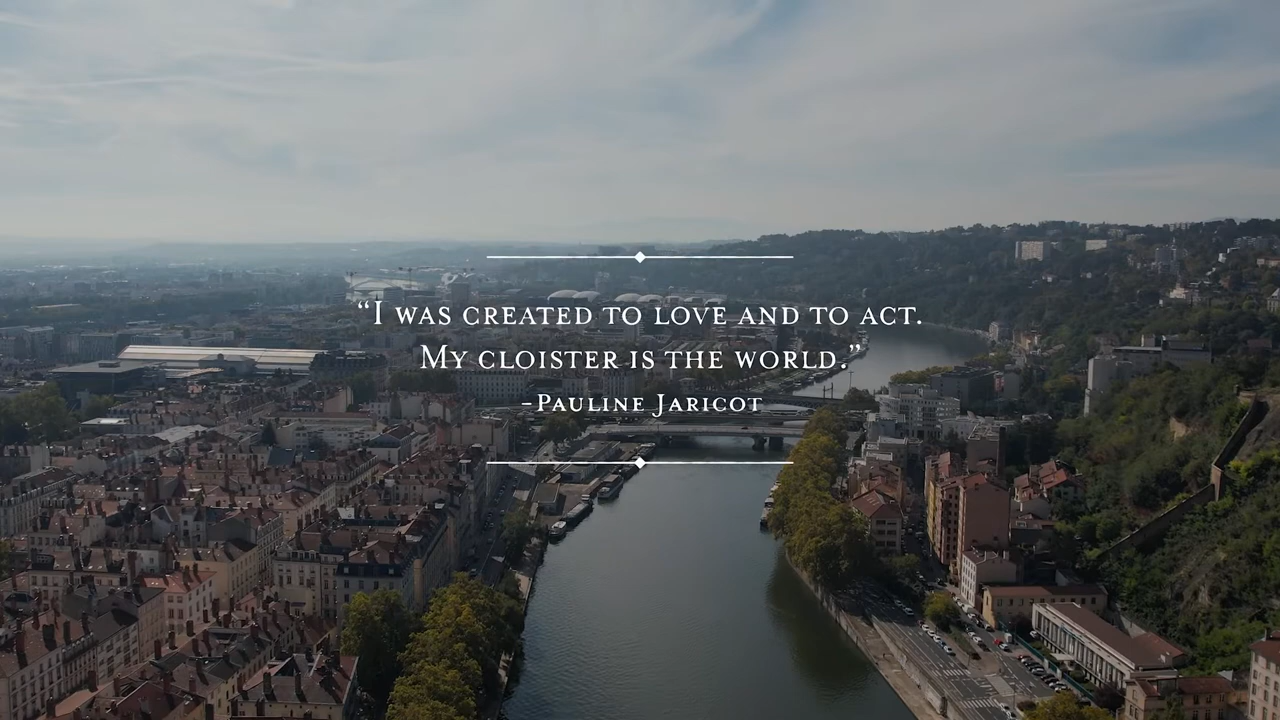 “I was created to love and to act.
My cloister is the world.”
-Pauline Jaricot